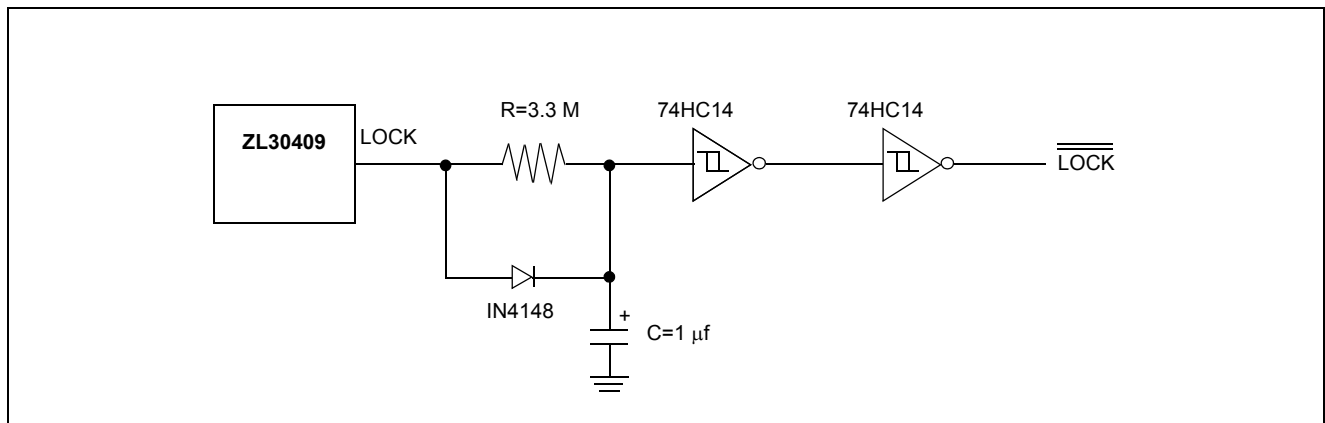 R=3.3 M
74HC14
74HC14
ZL30409
LOCK
LOCK
IN4148
+
C=1 μf